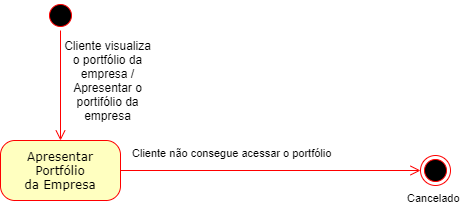 Cliente visualiza
o portfólio da
empresa /
Apresentar o
portifólio da
empresa
Apresentar
Portfólio
da Empresa
Cliente não consegue acessar o portfólio
Cancelado